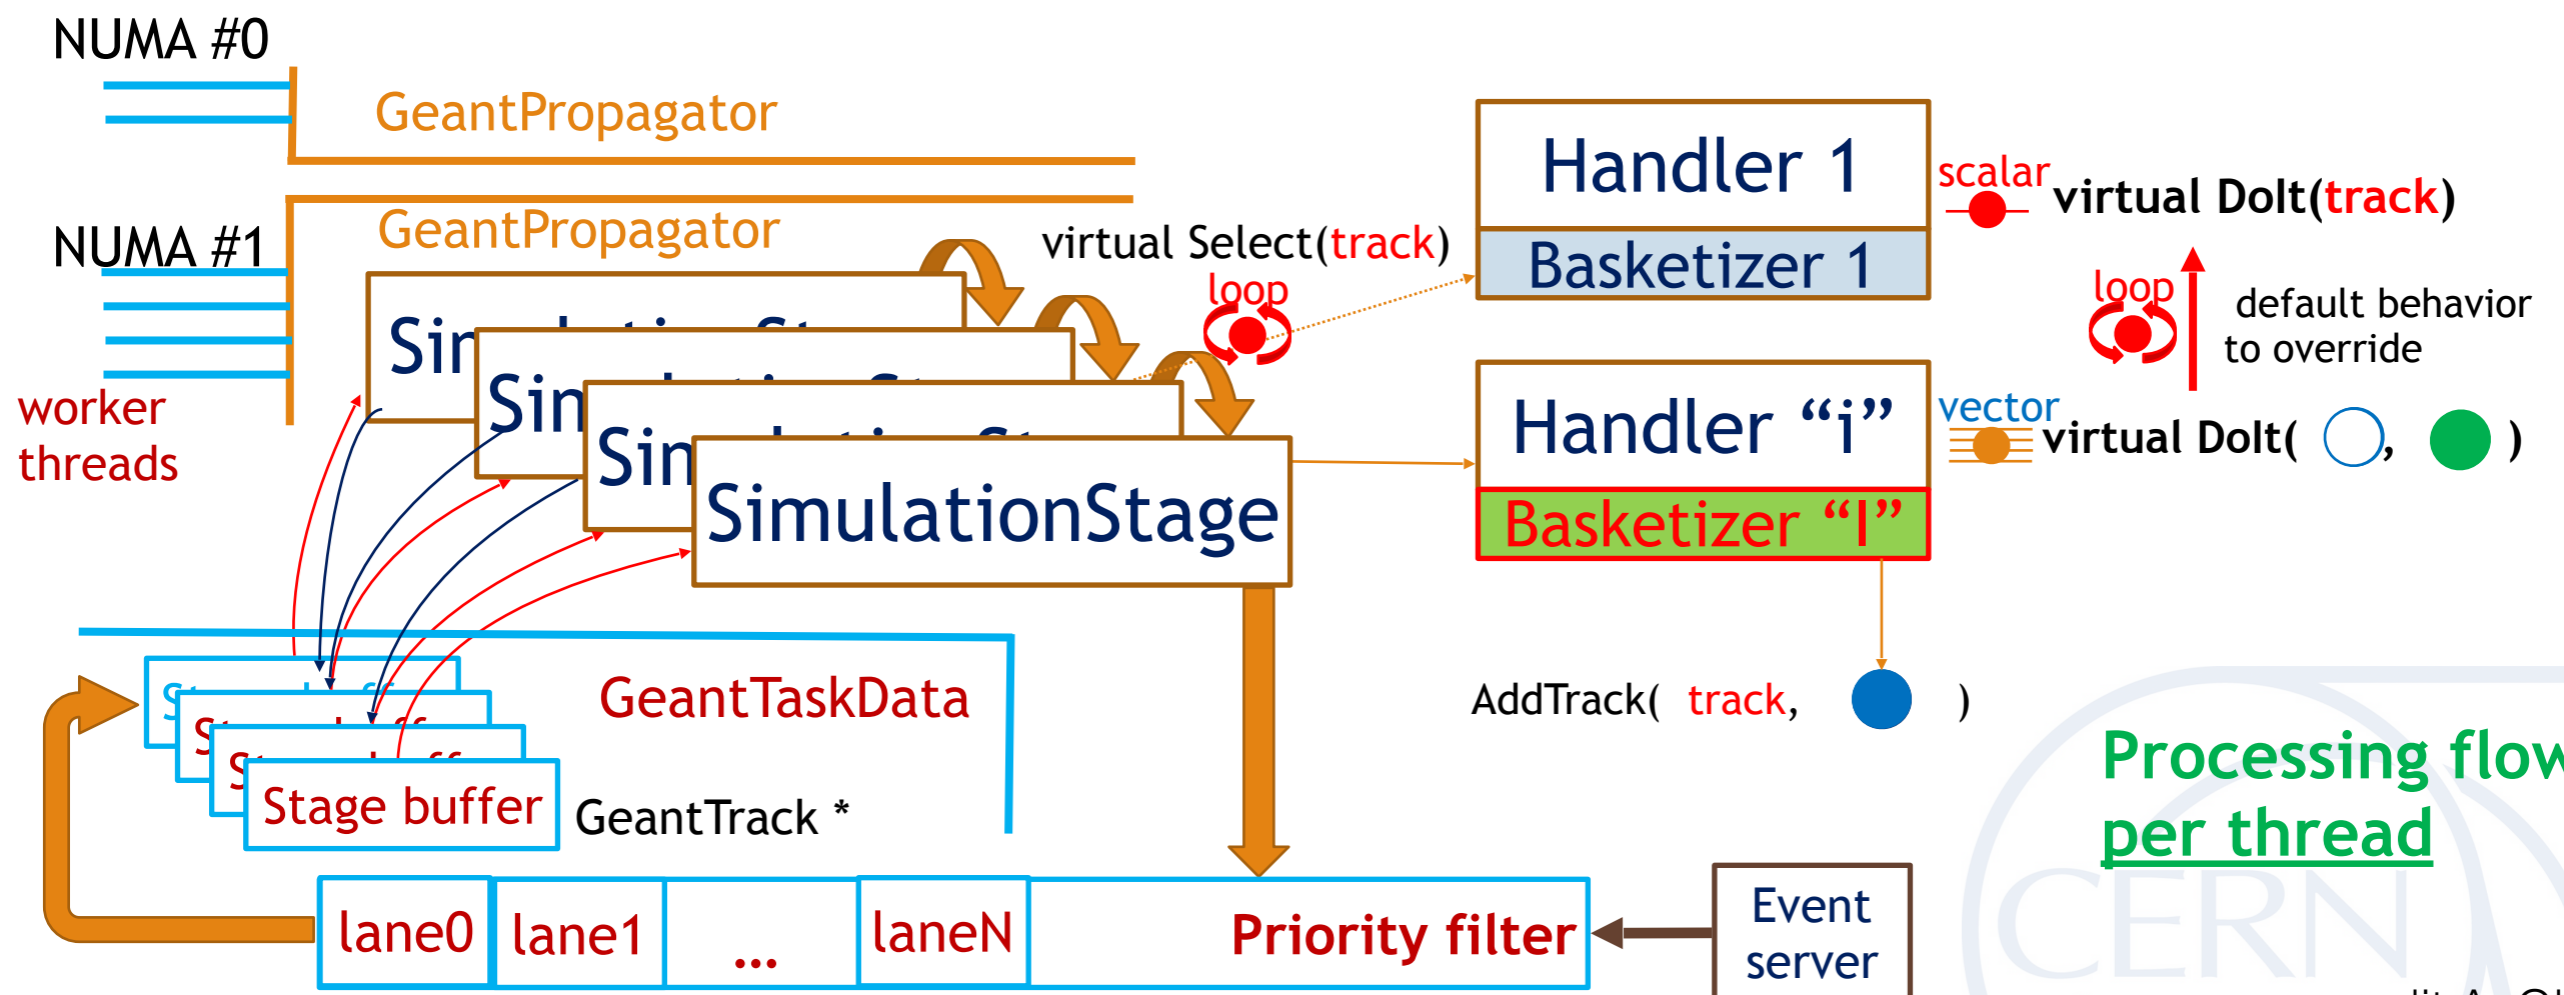 NUMA #0
GeantPropagator
NUMA #1
GeantPropagator
worker
threads
SimulationStage
virtual Select(track)
loop
Handler 1
Basketizer 1
scalar
virtual DoIt(track)
loop
default behavior
to override
Handler “i”
Basketizer “I”
vector
virtual DoIt( , )
AddTrack( track, )
GeantTaskData
Stage buffer
GeantTrack *
lane0
lane1
...
laneN
Priority filter
Event
server
Processing flow
per thread
CERN